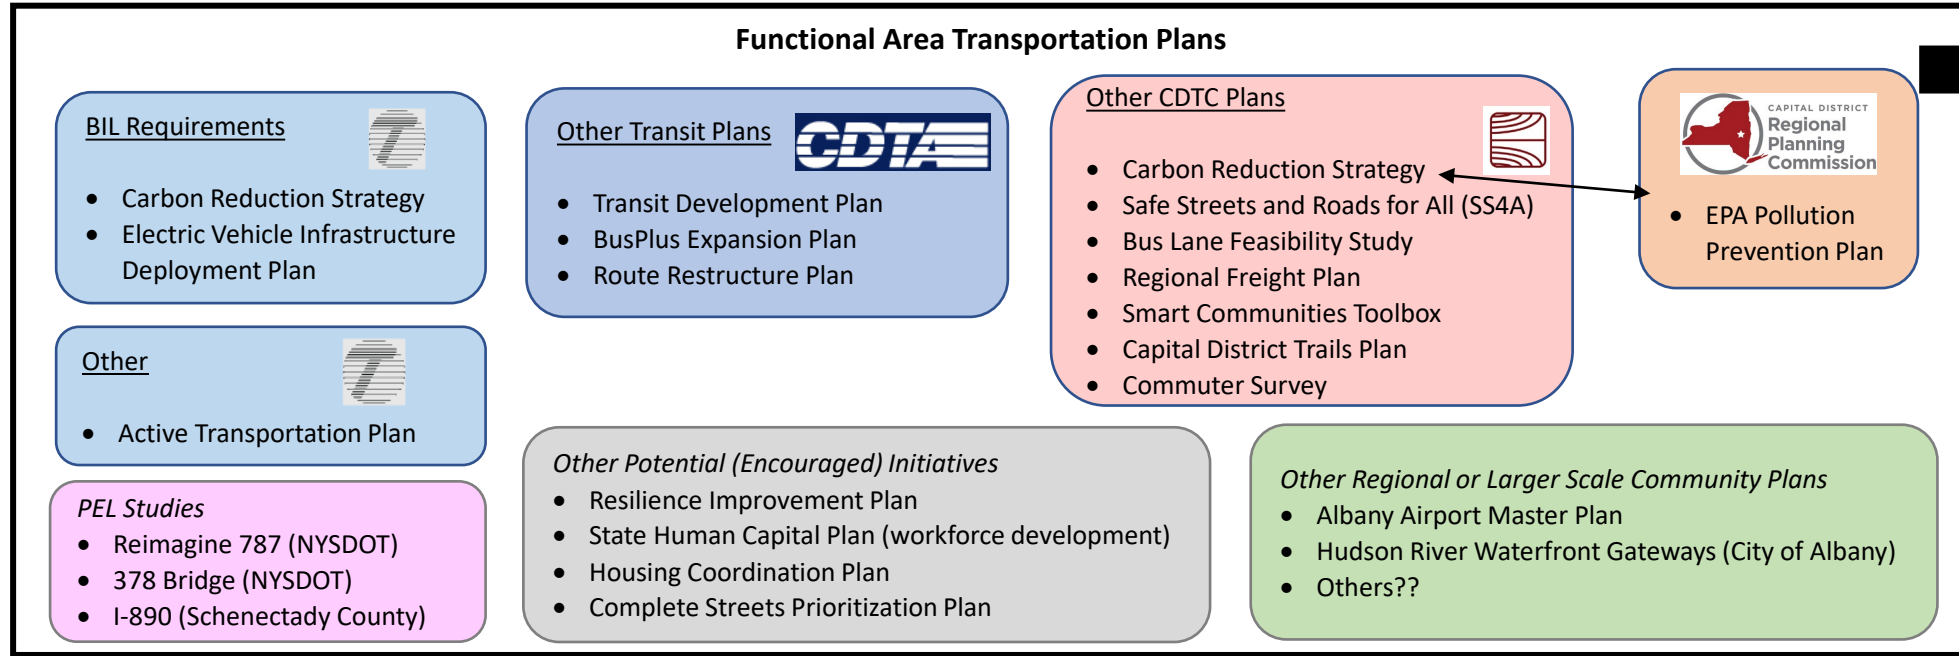 Functional Area Transportation Plans
BIL Requirements
• Carbon Reduction Strategy
• Electric Vehicle Infrastructure
Deployment Plan
Other Transit Plans
CDTA
• Transit Development Plan
• BusPlus Expansion Plan
• Route Restructure Plan
Other CDTC Plans
• Carbon Reduction Strategy
• Safe Streets and Roads for All (SS4A)
• Bus Lane Feasibility Study
• Regional Freight Plan
• Smart Communities Toolbox
• Capital District Trails Plan
• Commuter Survey
CAPITAL DISTRICT
Regional
Planning
Commission
• EPA Pollution
Prevention Plan
Other
• Active Transportation Plan
PEL Studies
• Reimagine 787 (NYSDOT)
• 378 Bridge (NYSDOT)
• I-890 (Schenectady County)
Other Potential (Encouraged) Initiatives
• Resilience Improvement Plan
• State Human Capital Plan (workforce development)
• Housing Coordination Plan
• Complete Streets Prioritization Plan
Other Regional or Larger Scale Community Plans
• Albany Airport Master Plan
• Hudson River Waterfront Gateways (City of Albany)
• Others??